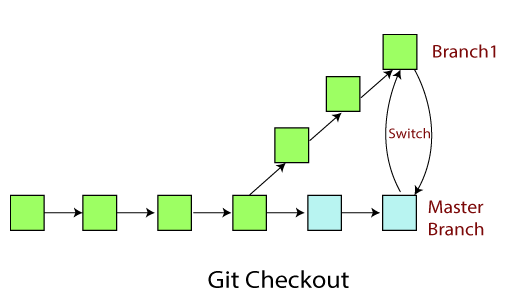 Branch1
Switch
Master
Branch
Git Checkout